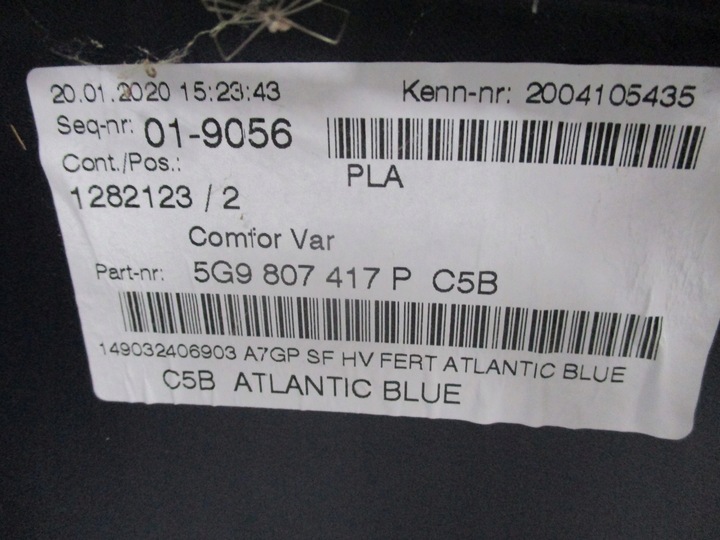 20.01.2020 15:23:43 Kenn-nr: 2004105435
Seq-nr: 01-9056
Cont./Pos.:
PLA
1282123 / 2
Comfor Var
Part-nr: 5G9 807 417 P C5B
149032406903 A7GP SF HV FERT ATLANTIC BLUE
C5B ATLANTIC BLUE